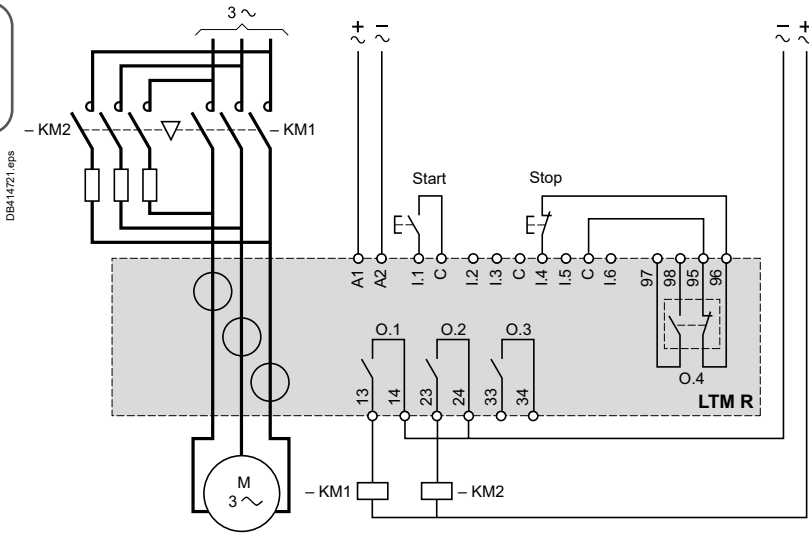 3 ~
+ −
~ ~
− +
~ ~
– KM2
– KM1
DB414721.eps
Start
Stop
A1 A2 I.1 C I.2 I.3 C I.4 I.5 C I.6 97 98 95 96
O.1 O.2 O.3
O.4
13 14 23 24 33 34
LTM R
M
3 ~
– KM1
– KM2